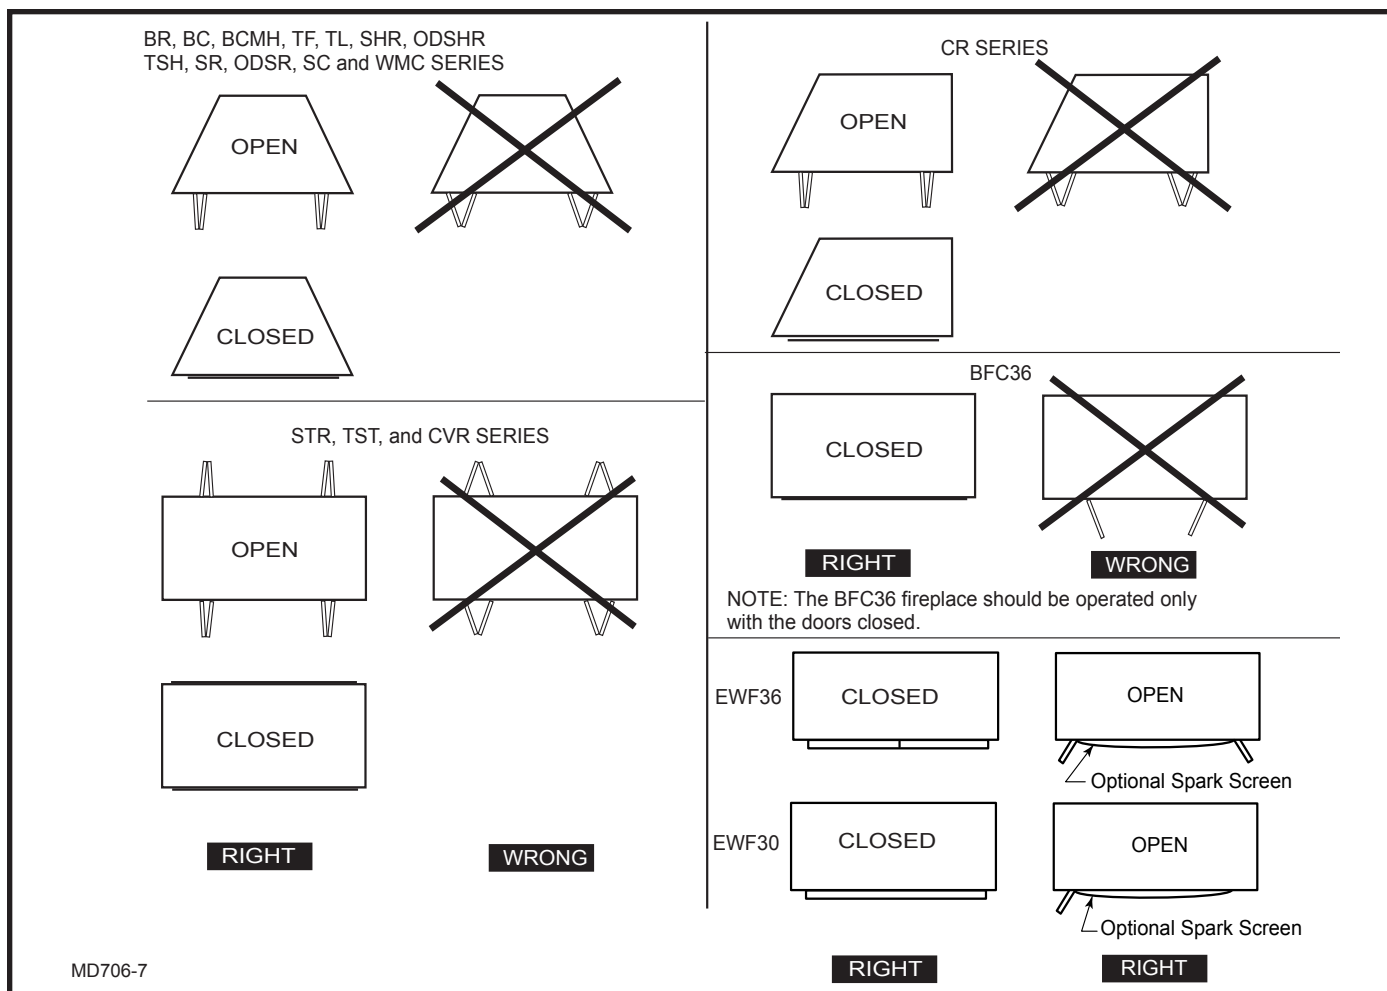 BR, BC, BCMH, TF, TL, SHR, ODSHR
TSH, SR, ODSR, SC and WMC SERIES
OPEN
CLOSED
STR, TST, and CVR SERIES
OPEN
CLOSED
RIGHT
WRONG
MD706-7
CR SERIES
OPEN
CLOSED
BFC36
CLOSED
RIGHT
WRONG
NOTE: The BFC36 fireplace should be operated only
with the doors closed.
EWF36
CLOSED
OPEN
Optional Spark Screen
EWF30
CLOSED
OPEN
Optional Spark Screen
RIGHT
RIGHT